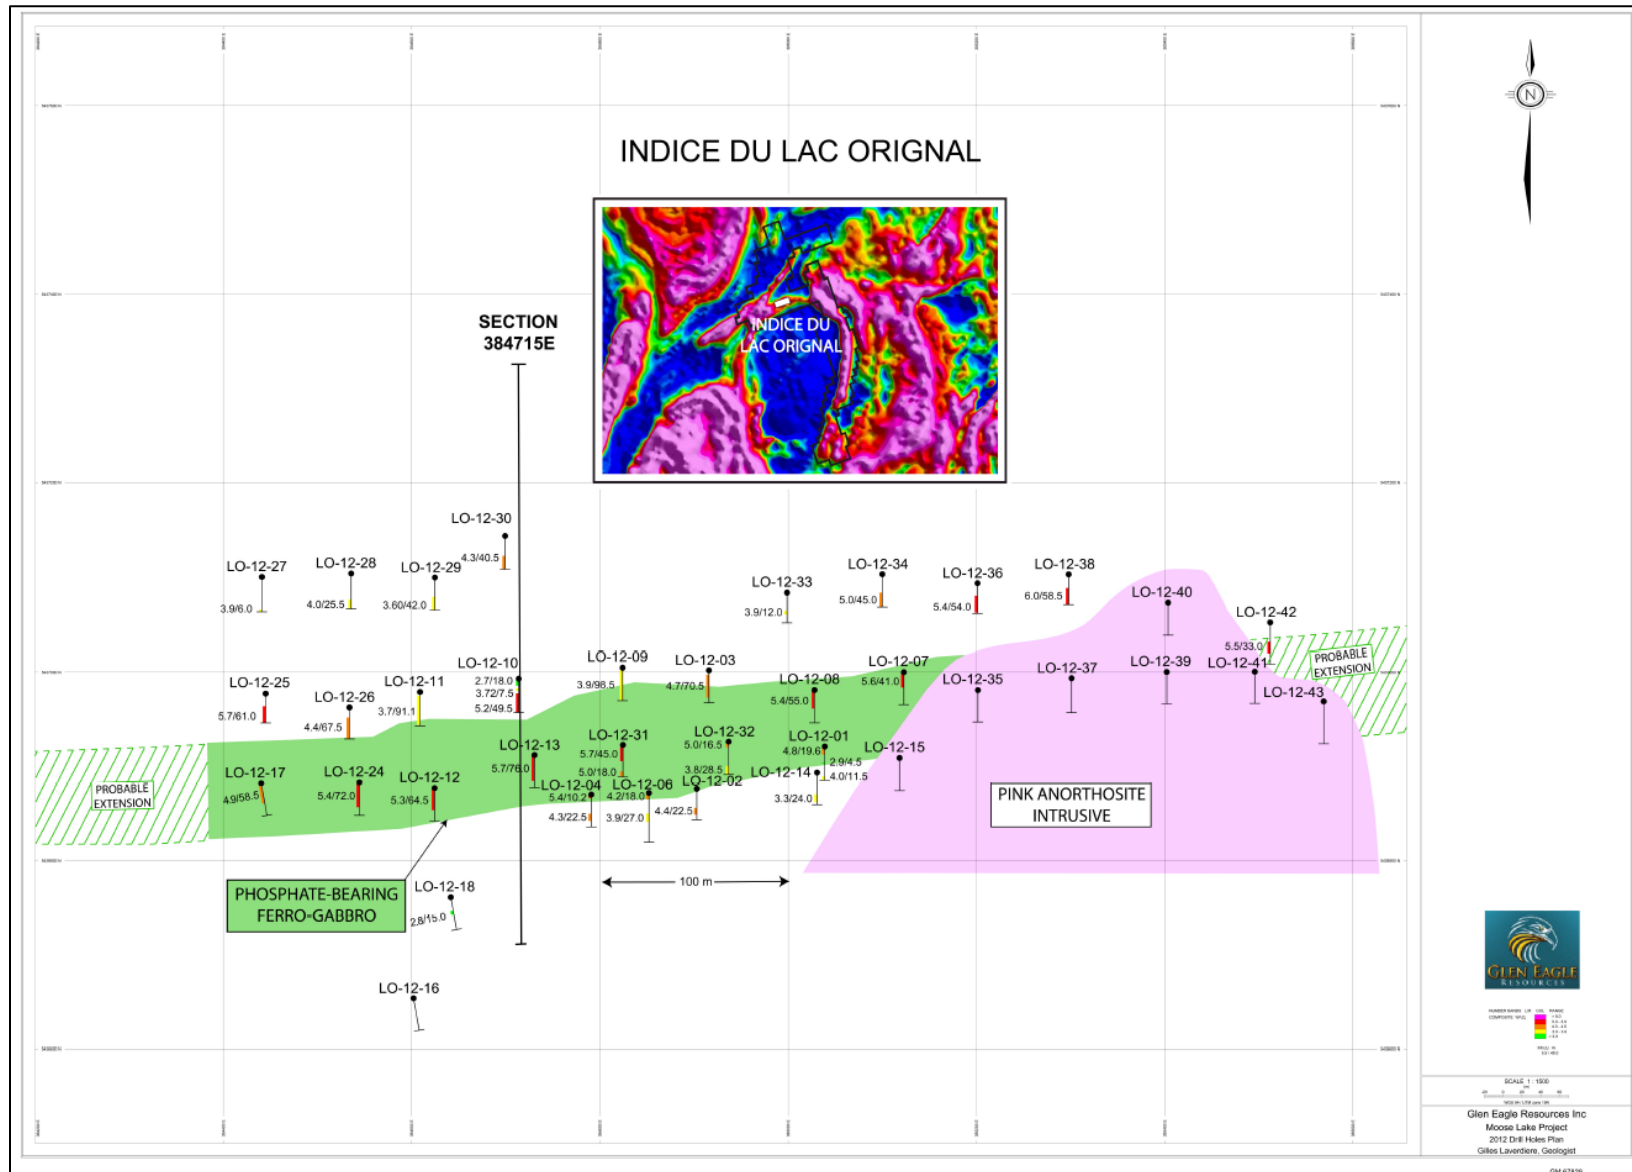 INDICE DU LAC ORIGNAL
INDICE DU
LAC ORIGNAL
N
SECTION
384715E
LO-12-30
4.3/40.5
LO-12-27
3.9/6.0
LO-12-28
4.0/25.5
LO-12-29
3.60/42.0
LO-12-33
3.9/12.0
LO-12-34
5.0/45.0
LO-12-36
5.4/54.0
LO-12-38
6.0/58.5
LO-12-40
LO-12-42
5.5/33.0
PROBABLE
EXTENSION
LO-12-25
5.7/61.0
LO-12-26
4.4/67.5
LO-12-11
3.7/91.1
LO-12-10
2.7/18.0
3.72/7.5
5.2/49.5
LO-12-09
3.9/98.5
LO-12-03
4.7/70.5
LO-12-08
5.4/55.0
LO-12-07
5.6/41.0
LO-12-35
LO-12-37
LO-12-39
LO-12-41
LO-12-43
PROBABLE
EXTENSION
LO-12-17
4.9/58.5
LO-12-24
5.4/72.0
LO-12-12
5.3/64.5
LO-12-13
5.7/76.0
LO-12-31
5.7/45.0
5.0/18.0
LO-12-32
5.0/16.5
3.8/28.5
LO-12-01
4.8/19.6
2.9/4.5
4.0/11.5
LO-12-15
LO-12-04
5.4/10.2
4.3/22.5
LO-12-06
4.2/18.0
3.9/27.0
LO-12-02
4.4/22.5
LO-12-14
3.3/24.0
PINK ANORTHOSITE
INTRUSIVE
100 m
PHOSPHATE-BEARING
FERRO-GABBRO
LO-12-18
2.8/15.0
LO-12-16
GLEN EAGLE
RESOURCES
SCALE 1 : 1500
Glen Eagle Resources Inc
Moose Lake Project
2012 Drill Holes Plan
Gilles Laverdiere, Geologist